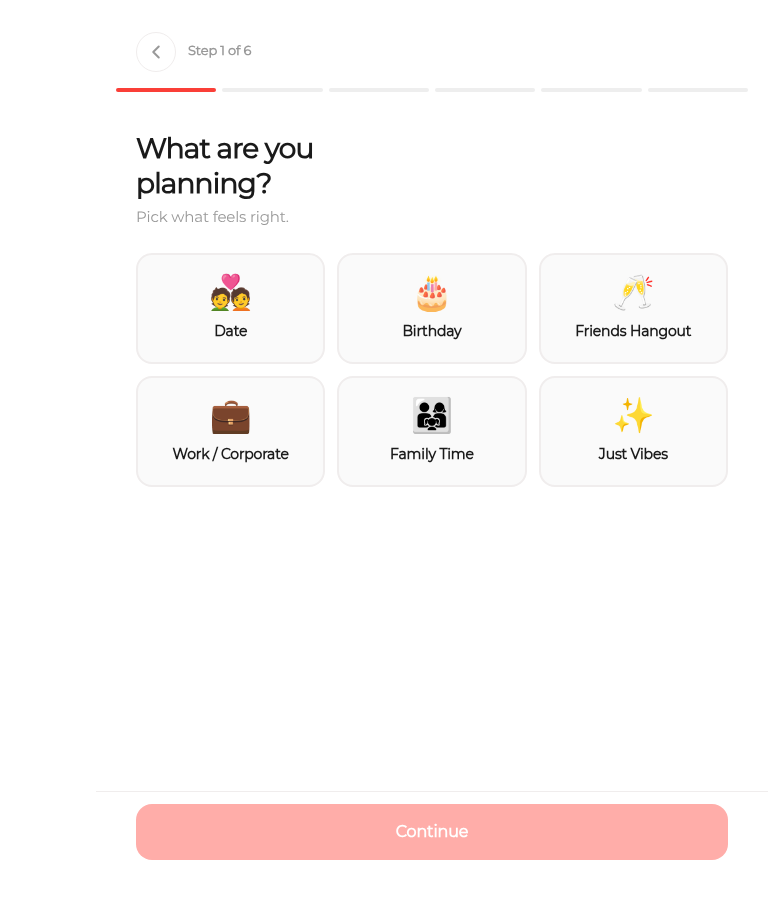 Step 1 of 6
What are you
planning?
Pick what feels right.
Date
Birthday
Friends Hangout
Work / Corporate
Family Time
Just Vibes
Continue